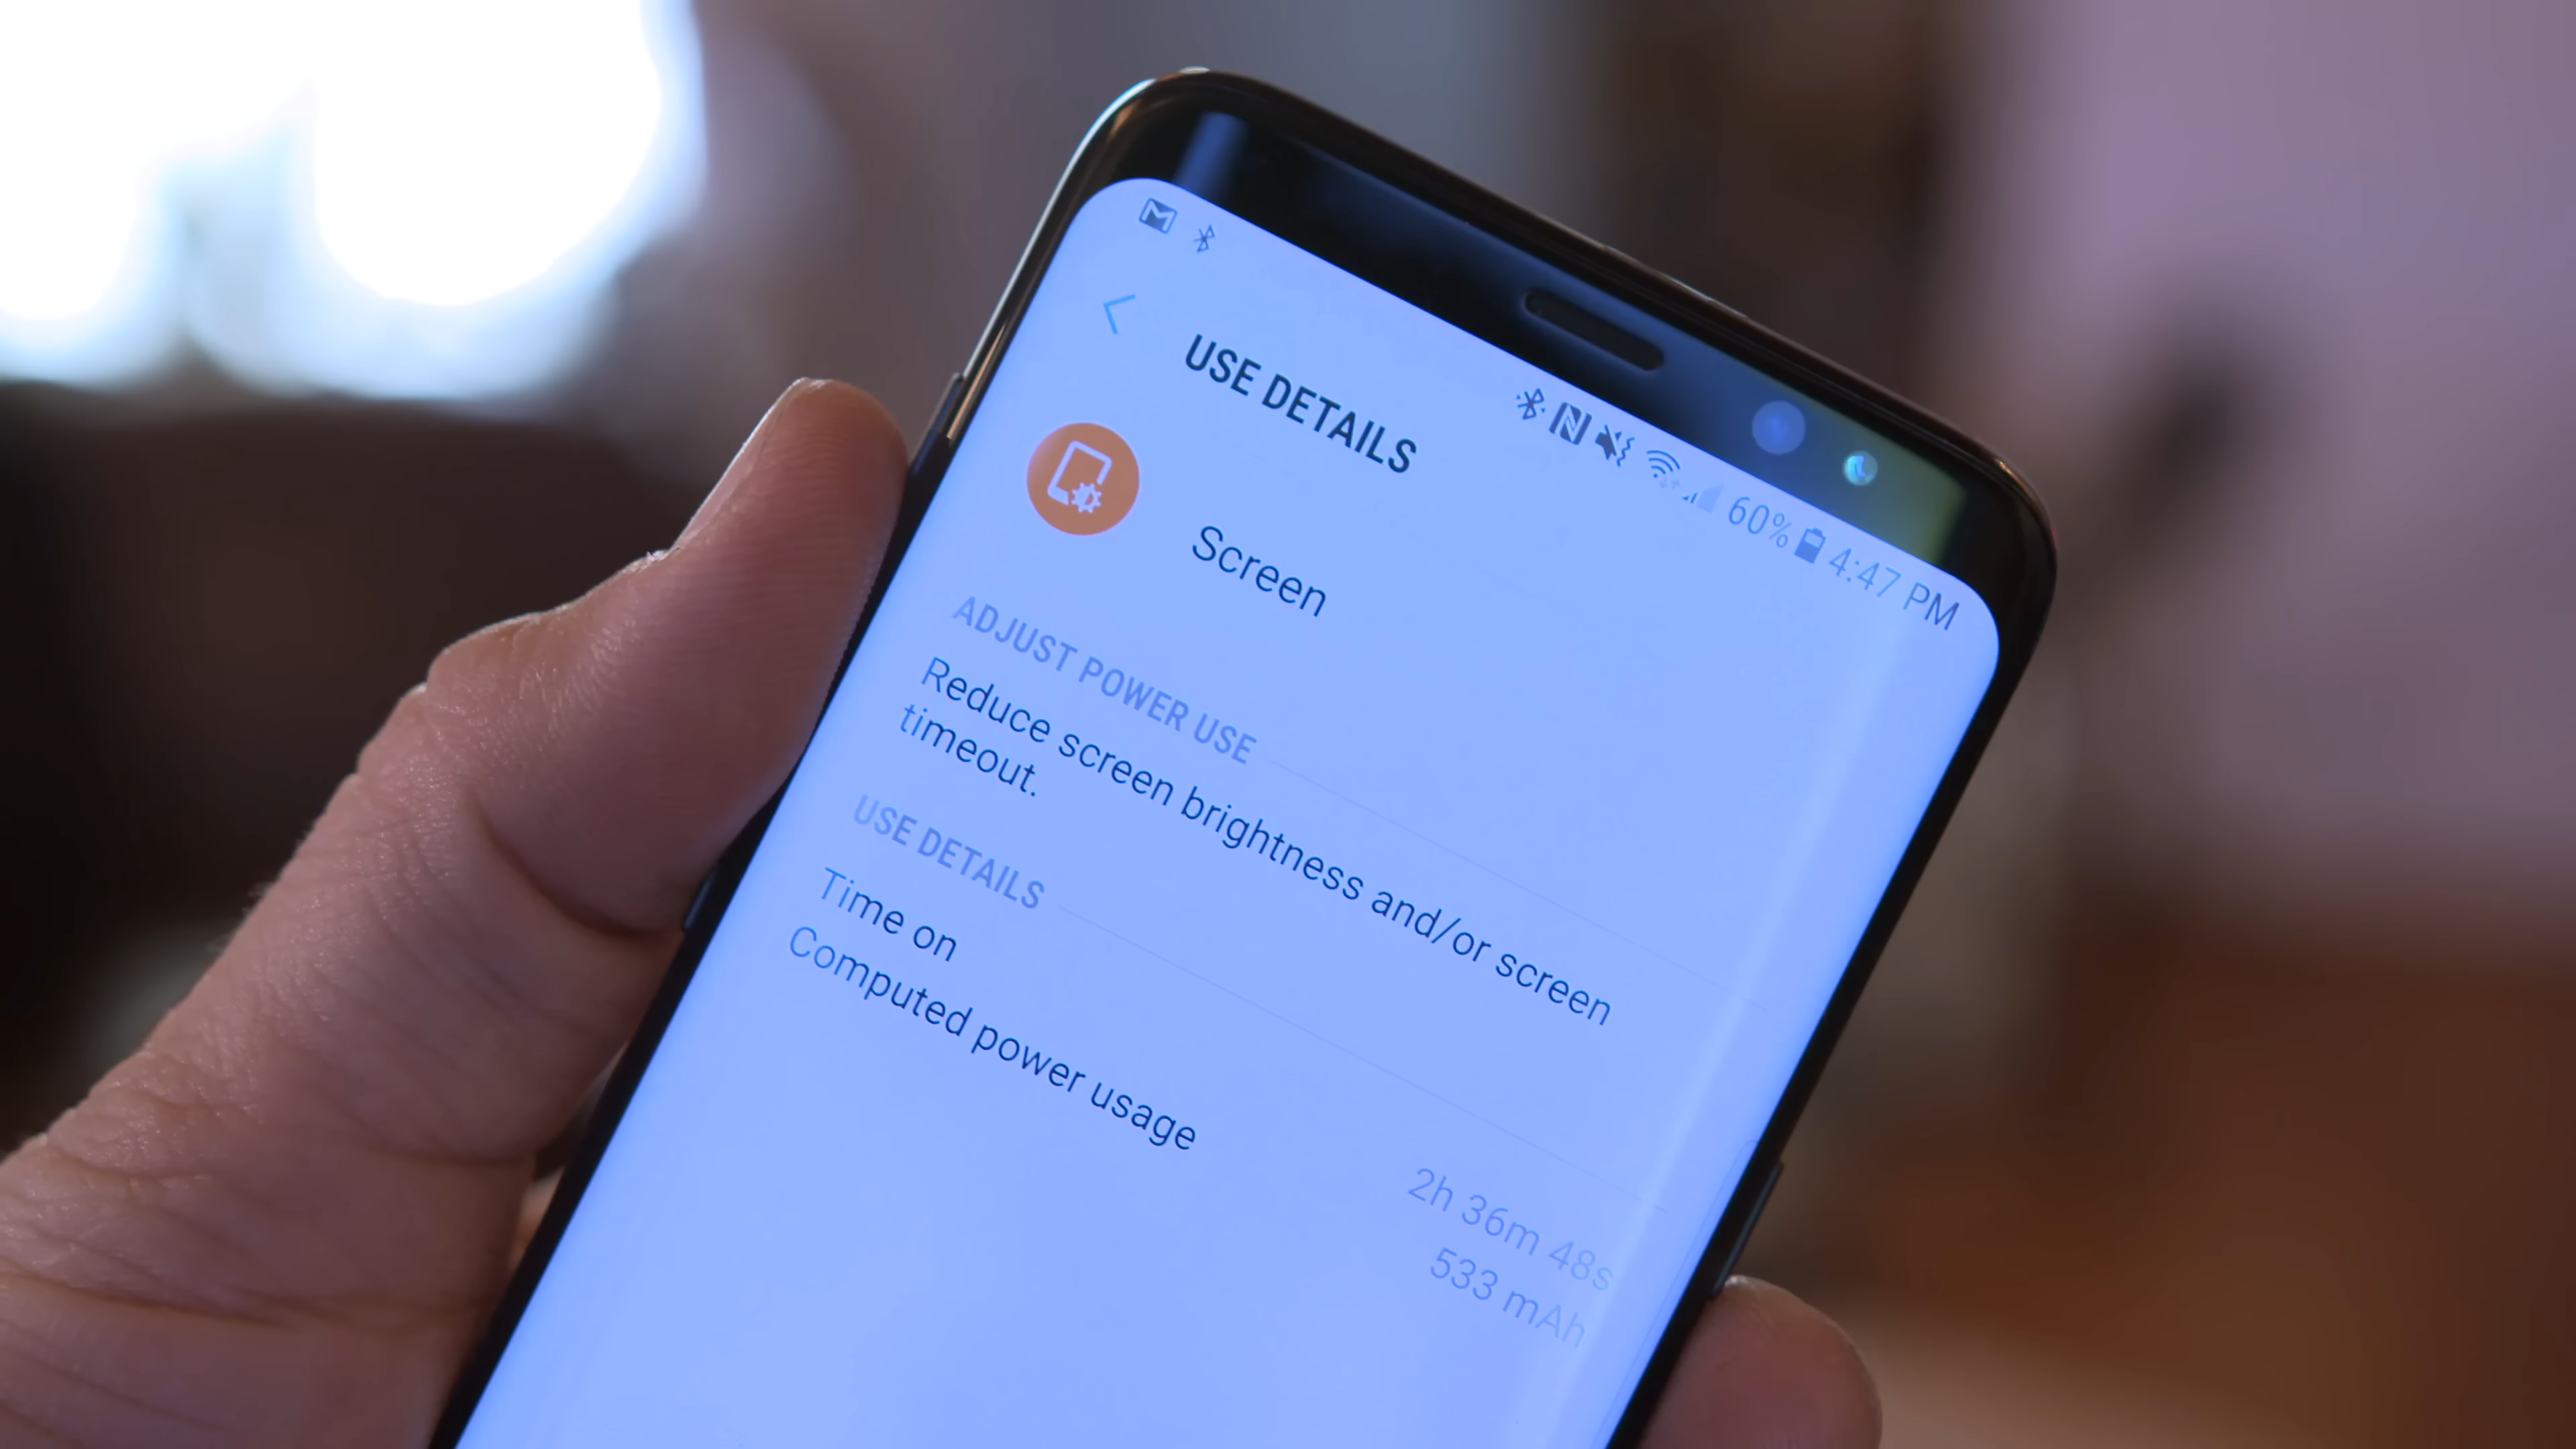 60% 4:47 PM
USE DETAILS
Screen
ADJUST POWER USE
Reduce screen brightness and/or screen
timeout.
USE DETAILS
Time on 2h 36m 48s
Computed power usage 533 mAh